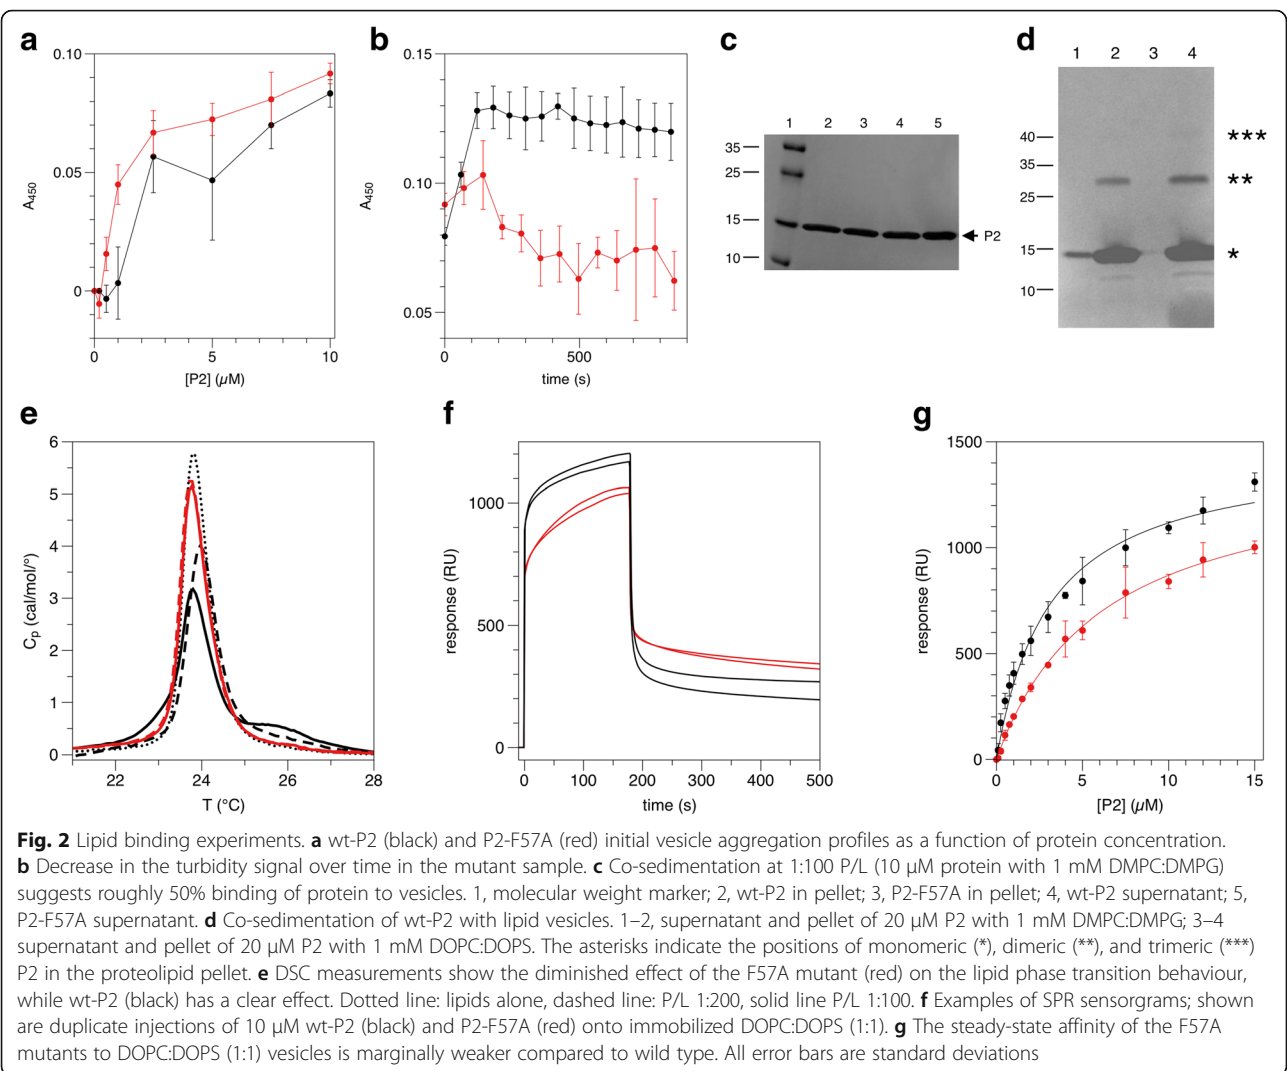 a
b
c
d
0.10
0.05
0
A450
0
5
10
[P2] (µM)
0.15
0.10
0.05
A450
0
500
time (s)
1 2 3 4 5
35
25
15
10
P2
1 2 3 4
40
35
25
15
10
***
**
*
e
f
g
6
5
4
3
2
1
0
Cp (cal/mol/°)
22 24 26 28
T (°C)
1000
500
0
response (RU)
0 100 200 300 400 500
time (s)
1500
1000
500
0
response (RU)
0 5 10 15
[P2] (µM)
Fig. 2 Lipid binding experiments. a wt-P2 (black) and P2-F57A (red) initial vesicle aggregation profiles as a function of protein concentration.
b Decrease in the turbidity signal over time in the mutant sample. c Co-sedimentation at 1:100 P/L (10 µM protein with 1 mM DMPC:DMPG)
suggests roughly 50% binding of protein to vesicles. 1, molecular weight marker; 2, wt-P2 in pellet; 3, P2-F57A in pellet; 4, wt-P2 supernatant; 5,
P2-F57A supernatant. d Co-sedimentation of wt-P2 with lipid vesicles. 1–2, supernatant and pellet of 20 µM P2 with 1 mM DMPC:DMPG; 3–4
supernatant and pellet of 20 µM P2 with 1 mM DOPC:DOPS. The asterisks indicate the positions of monomeric (*), dimeric (**), and trimeric (***)
P2 in the proteolipid pellet. e DSC measurements show the diminished effect of the F57A mutant (red) on the lipid phase transition behaviour,
while wt-P2 (black) has a clear effect. Dotted line: lipids alone, dashed line: P/L 1:200, solid line P/L 1:100. f Examples of SPR sensorgrams; shown
are duplicate injections of 10 µM wt-P2 (black) and P2-F57A (red) onto immobilized DOPC:DOPS (1:1). g The steady-state affinity of the F57A
mutants to DOPC:DOPS (1:1) vesicles is marginally weaker compared to wild type. All error bars are standard deviations